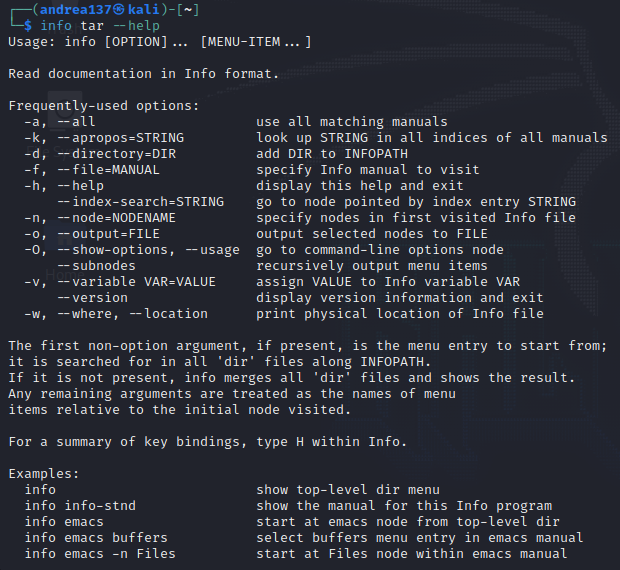 ┌──(andrea137㉿kali)-[~]
└─$ info tar --help
Usage: info [OPTION]... [MENU-ITEM...]
Read documentation in Info format.
Frequently-used options:
-a, --all use all matching manuals
-k, --apropos=STRING look up STRING in all indices of all manuals
-d, --directory=DIR add DIR to INFOPATH
-f, --file=MANUAL specify Info manual to visit
-h, --help display this help and exit
--index-search=STRING go to node pointed by index entry STRING
-n, --node=NODENAME specify nodes in first visited Info file
-o, --output=FILE output selected nodes to FILE
-O, --show-options, --usage go to command-line options node
--subnodes recursively output menu items
-v, --variable VAR=VALUE assign VALUE to Info variable VAR
--version display version information and exit
-w, --where, --location print physical location of Info file
The first non-option argument, if present, is the menu entry to start from;
it is searched for in all 'dir' files along INFOPATH.
If it is not present, info merges all 'dir' files and shows the result.
Any remaining arguments are treated as the names of menu
items relative to the initial node visited.
For a summary of key bindings, type H within Info.
Examples:
info show top-level dir menu
info info-stnd show the manual for this Info program
info emacs start at emacs node from top-level dir
info emacs buffers select buffers menu entry in emacs manual
info emacs -n Files start at Files node within emacs manual